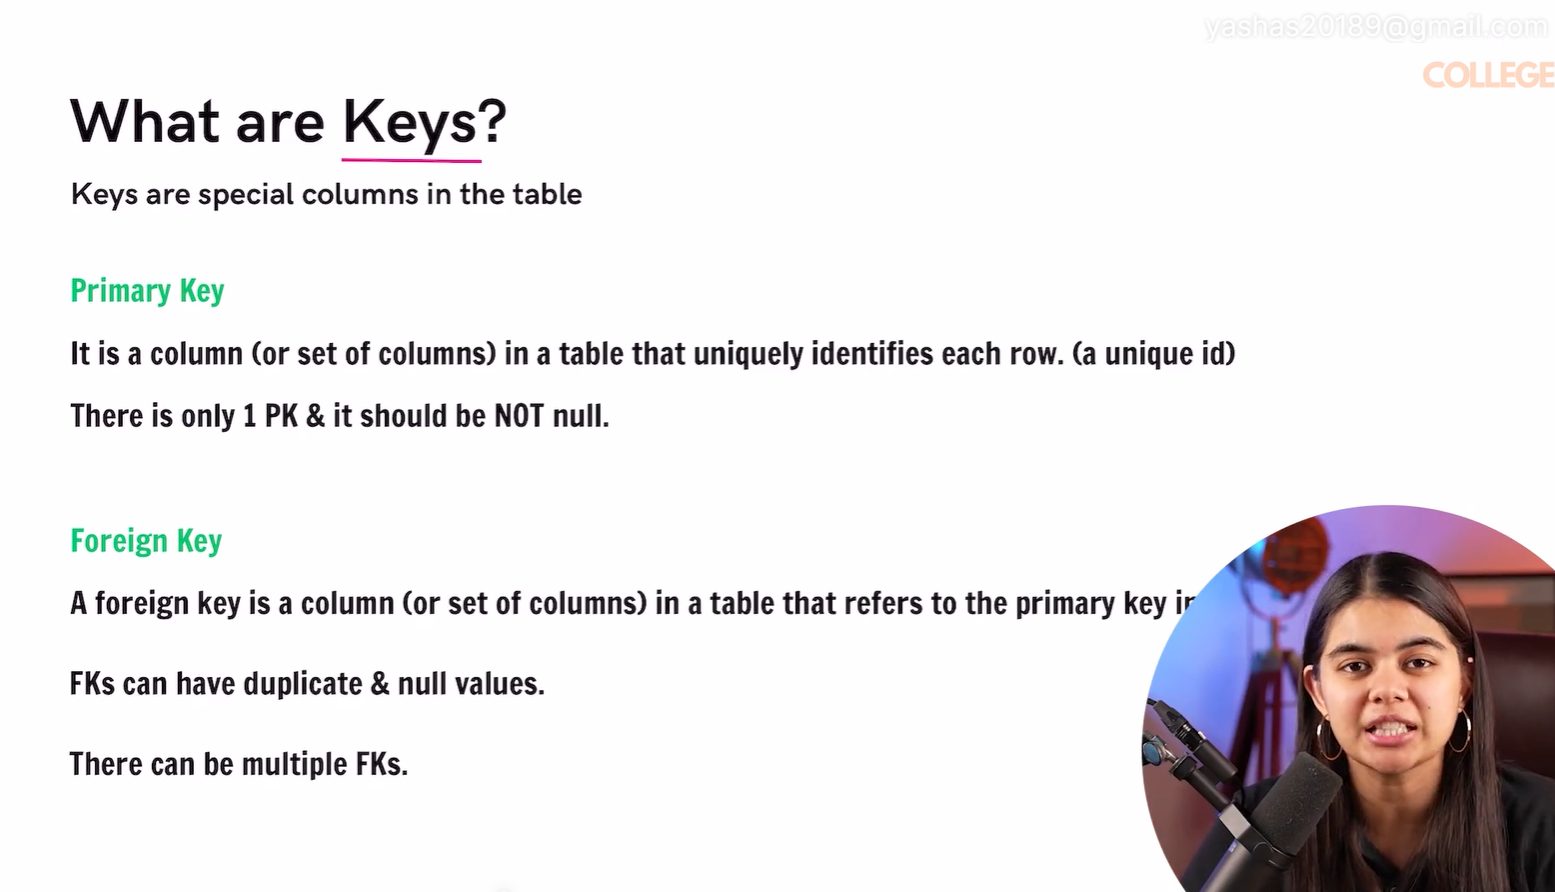 yashas20189@gmail.com
COLLEGE
What are Keys?
Keys are special columns in the table
Primary Key
It is a column (or set of columns) in a table that uniquely identifies each row. (a unique id)
There is only 1 PK & it should be NOT null.
Foreign Key
A foreign key is a column (or set of columns) in a table that refers to the primary key
FKs can have duplicate & null values.
There can be multiple FKs.